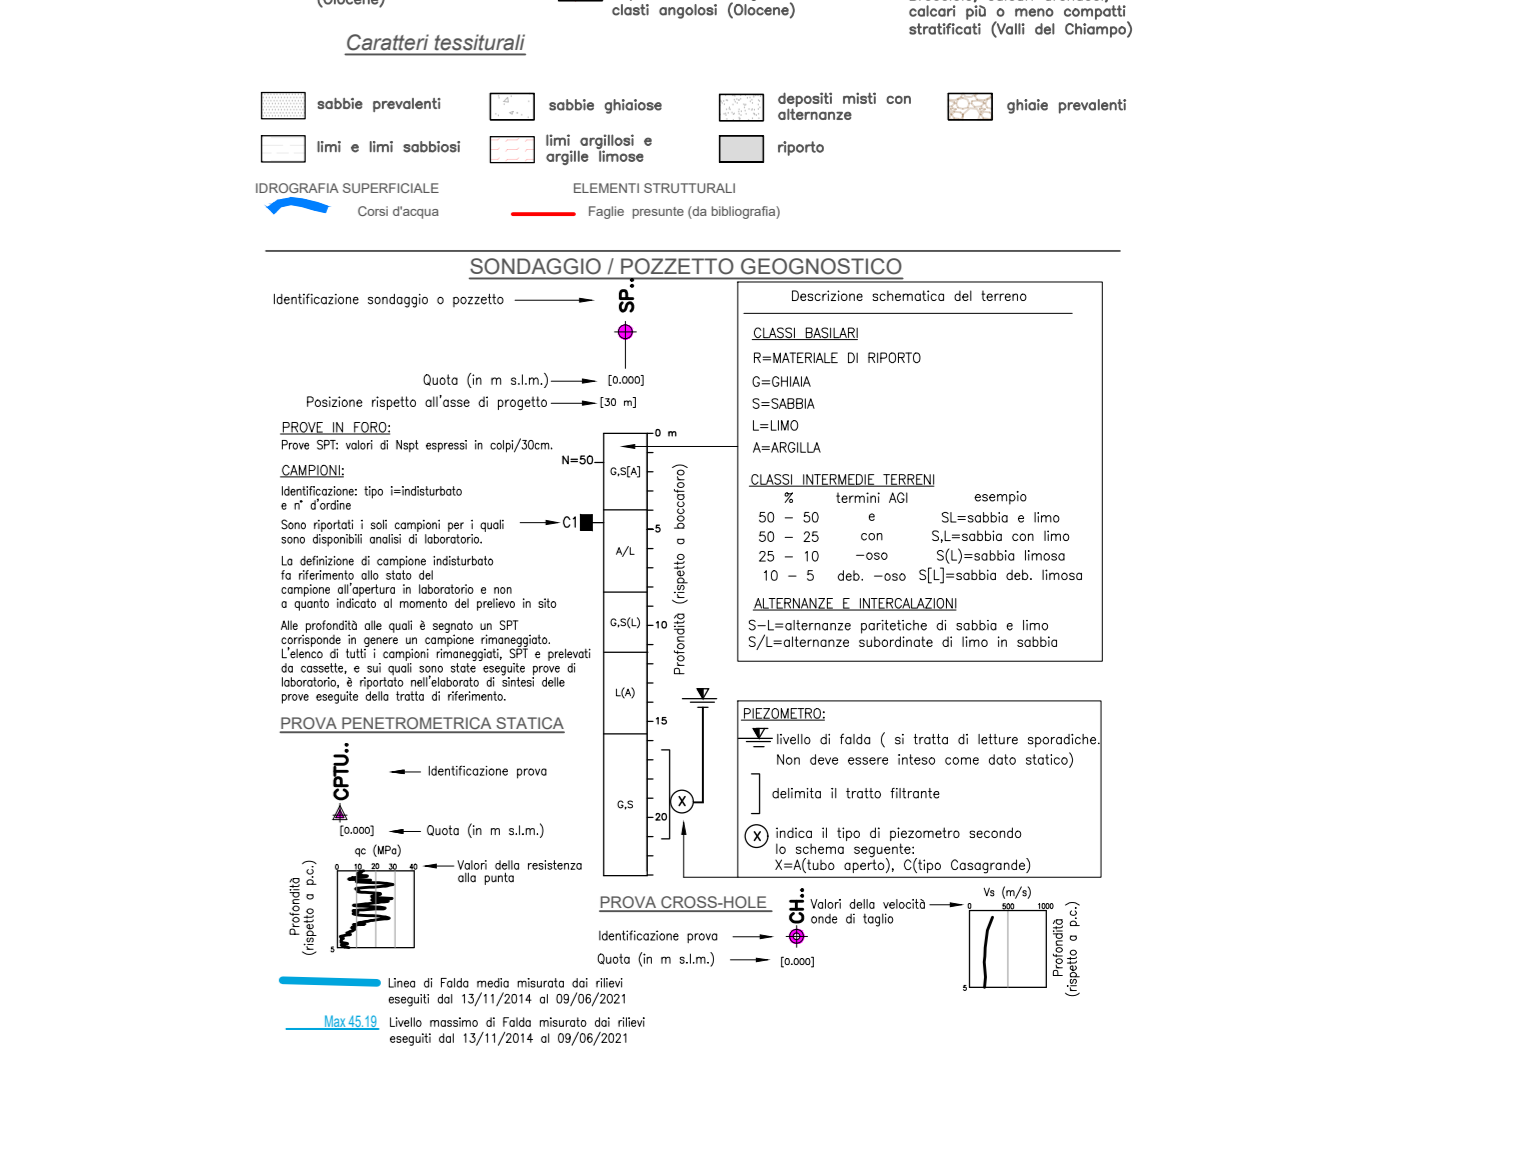 (Olocene)
clasti angolosi (Olocene)
calcari più o meno compatti
stratificati (Valli del Chiampo)
Caratteri tessiturali
sabbie prevalenti
sabbie ghiaiose
depositi misti con
alternanze
ghiaie prevalenti
limi e limi sabbiosi
limi argillosi e
argille limose
riporto
IDROGRAFIA SUPERFICIALE
ELEMENTI STRUTTURALI
Corsi d'acqua
Faglie presunte (da bibliografia)
SONDAGGIO / POZZETTO GEOGNOSTICO
Identificazione sondaggio o pozzetto
SP..
Quota (in m s.l.m.)
[0.000]
Posizione rispetto all'asse di progetto
[30 m]
PROVE IN FORO:
Prove SPT: valori di Nspt espressi in colpi/30cm.
CAMPIONI:
Identificazione: tipo i=indisturbato
e n° d'ordine
Sono riportati i soli campioni per i quali
sono disponibili analisi di laboratorio.
La definizione di campione indisturbato
fa riferimento allo stato del
campione all'apertura in laboratorio e non
a quanto indicato al momento del prelievo in sito
Alle profondità alle quali è segnato un SPT
corrisponde in genere un campione rimaneggiato.
L'elenco di tutti i campioni rimaneggiati, SPT e prelevati
da cassette, e sui quali sono state eseguite prove di
laboratorio, è riportato nell'elaborato di sintesi delle
prove eseguite della tratta di riferimento.
N=50
C1
0 m
5
10
15
20
G,S[A]
A/L
G,S(L)
L(A)
G,S
Profondità (rispetto a boccaforo)
X
Descrizione schematica del terreno
CLASSI BASILARI
R=MATERIALE DI RIPORTO
G=GHIAIA
S=SABBIA
L=LIMO
A=ARGILLA
CLASSI INTERMEDIE TERRENI
% termini AGI esempio
50 – 50 e SL=sabbia e limo
50 – 25 con S,L=sabbia con limo
25 – 10 –oso S(L)=sabbia limosa
10 – 5 deb. –oso S[L]=sabbia deb. limosa
ALTERNANZE E INTERCALAZIONI
S–L=alternanze paritetiche di sabbia e limo
S/L=alternanze subordinate di limo in sabbia
PIEZOMETRO:
livello di falda ( si tratta di letture sporadiche.
Non deve essere inteso come dato statico)
delimita il tratto filtrante
X
indica il tipo di piezometro secondo
lo schema seguente:
X=A(tubo aperto), C(tipo Casagrande)
PROVA PENETROMETRICA STATICA
CPTU..
Identificazione prova
[0.000]
Quota (in m s.l.m.)
qc (MPa)
0 10 20 30 40
Valori della resistenza
alla punta
Profondità
(rispetto a p.c.)
5
PROVA CROSS-HOLE
CH..
Identificazione prova
Quota (in m s.l.m.)
[0.000]
Valori della velocità
onde di taglio
Vs (m/s)
0 500 1000
Profondità
(rispetto a p.c.)
5
Linea di Falda media misurata dai rilievi
eseguiti dal 13/11/2014 al 09/06/2021
Max 45.19
Livello massimo di Falda misurato dai rilievi
eseguiti dal 13/11/2014 al 09/06/2021